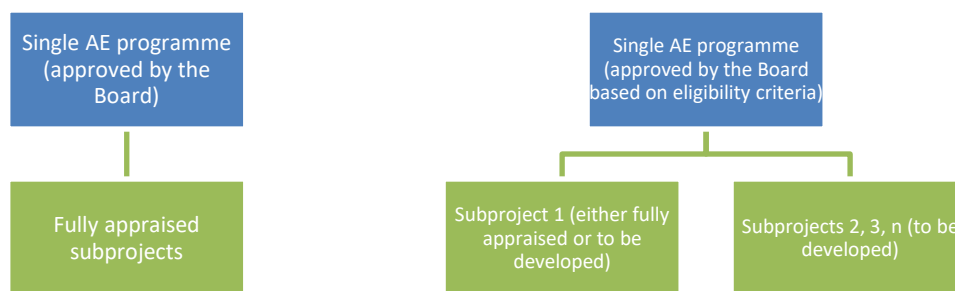 Single AE programme
(approved by the
Board)
Fully appraised
subprojects
Single AE programme
(approved by the Board
based on eligibility criteria)
Subproject 1 (either fully
appraised or to be
developed)
Subprojects 2, 3, n (to be
developed)